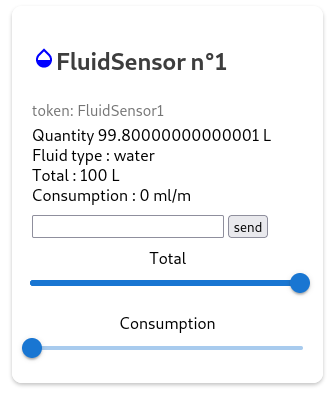 FluidSensor n°1
token: FluidSensor1
Quantity 99.80000000000001 L
Fluid type : water
Total : 100 L
Consumption : 0 ml/m
send
Total
Consumption